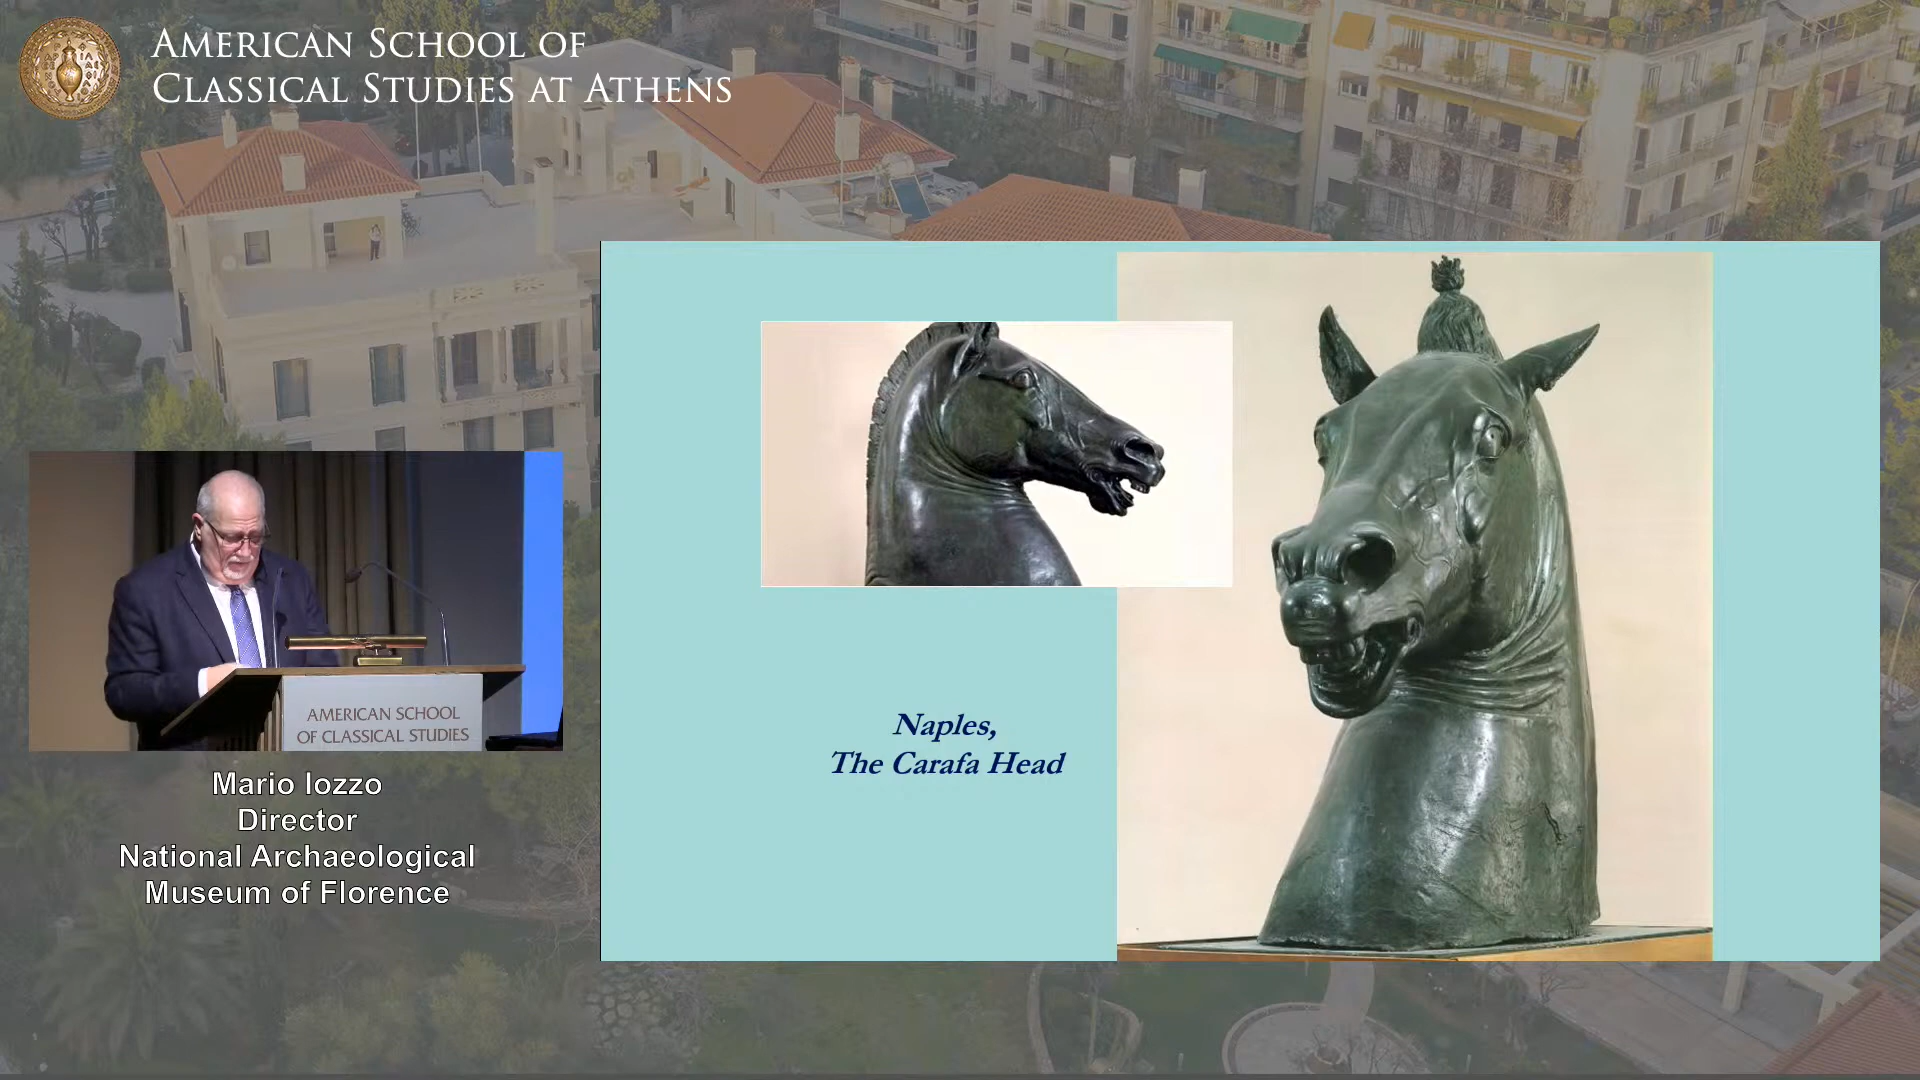 AMERICAN SCHOOL OF
CLASSICAL STUDIES AT ATHENS
AMERICAN SCHOOL
OF CLASSICAL STUDIES
Mario Iozzo
Director
National Archaeological
Museum of Florence
Naples,
The Carafa Head